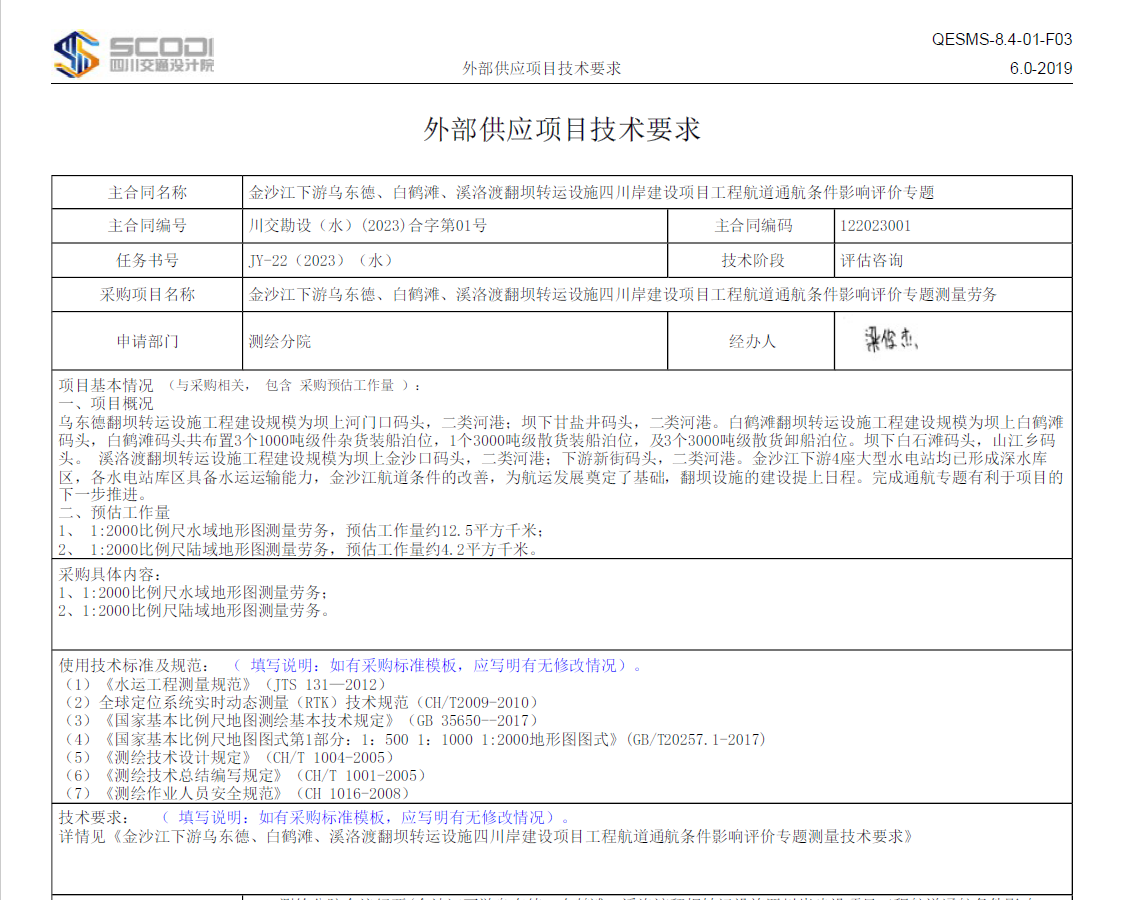 SCODI
四川交通设计院
QESMS-8.4-01-F03
外部供应项目技术要求
6.0-2019
外部供应项目技术要求
主合同名称 金沙江下游乌东德、白鹤滩、溪洛渡翻坝转运设施四川岸建设项目工程航道通航条件影响评价专题
主合同编号 川交勘设（水）(2023)合字第01号 主合同编码 122023001
任务书号 JY-22（2023）（水） 技术阶段 评估咨询
采购项目名称 金沙江下游乌东德、白鹤滩、溪洛渡翻坝转运设施四川岸建设项目工程航道通航条件影响评价专题测量劳务
申请部门 测绘分院 经办人 梁俊杰
项目基本情况 （与采购相关， 包含 采购预估工作量 ）：
一、项目概况
乌东德翻坝转运设施工程建设规模为坝上河门口码头，二类河港；坝下甘盐井码头，二类河港。白鹤滩翻坝转运设施工程建设规模为坝上白鹤滩
码头，白鹤滩码头共布置3个1000吨级件杂货装船泊位，1个3000吨级散货装船泊位，及3个3000吨级散货卸船泊位。坝下白石滩码头，山江乡码
头。 溪洛渡翻坝转运设施工程建设规模为坝上金沙口码头，二类河港；下游新街码头，二类河港。金沙江下游4座大型水电站均已形成深水库
区，各水电站库区具备水运运输能力，金沙江航道条件的改善，为航运发展奠定了基础，翻坝设施的建设提上日程。完成通航专题有利于项目的
下一步推进。
二、预估工作量
1、 1:2000比例尺水域地形图测量劳务，预估工作量约12.5平方千米；
2、 1:2000比例尺陆域地形图测量劳务，预估工作量约4.2平方千米。
采购具体内容：
1、1:2000比例尺水域地形图测量劳务；
2、1:2000比例尺陆域地形图测量劳务。
使用技术标准及规范： （ 填写说明：如有采购标准模板，应写明有无修改情况）。
（1）《水运工程测量规范》（JTS 131—2012）
（2）全球定位系统实时动态测量（RTK）技术规范（CH/T2009-2010）
（3）《国家基本比例尺地图测绘基本技术规定》（GB 35650--2017）
（4）《国家基本比例尺地图图式第1部分：1：500 1：1000 1:2000地形图图式》(GB/T20257.1-2017)
（5）《测绘技术设计规定》（CH/T 1004-2005）
（6）《测绘技术总结编写规定》（CH/T 1001-2005）
（7）《测绘作业人员安全规范》（CH 1016-2008）
技术要求： （ 填写说明：如有采购标准模板，应写明有无修改情况）。
详情见《金沙江下游乌东德、白鹤滩、溪洛渡翻坝转运设施四川岸建设项目工程航道通航条件影响评价专题测量技术要求》